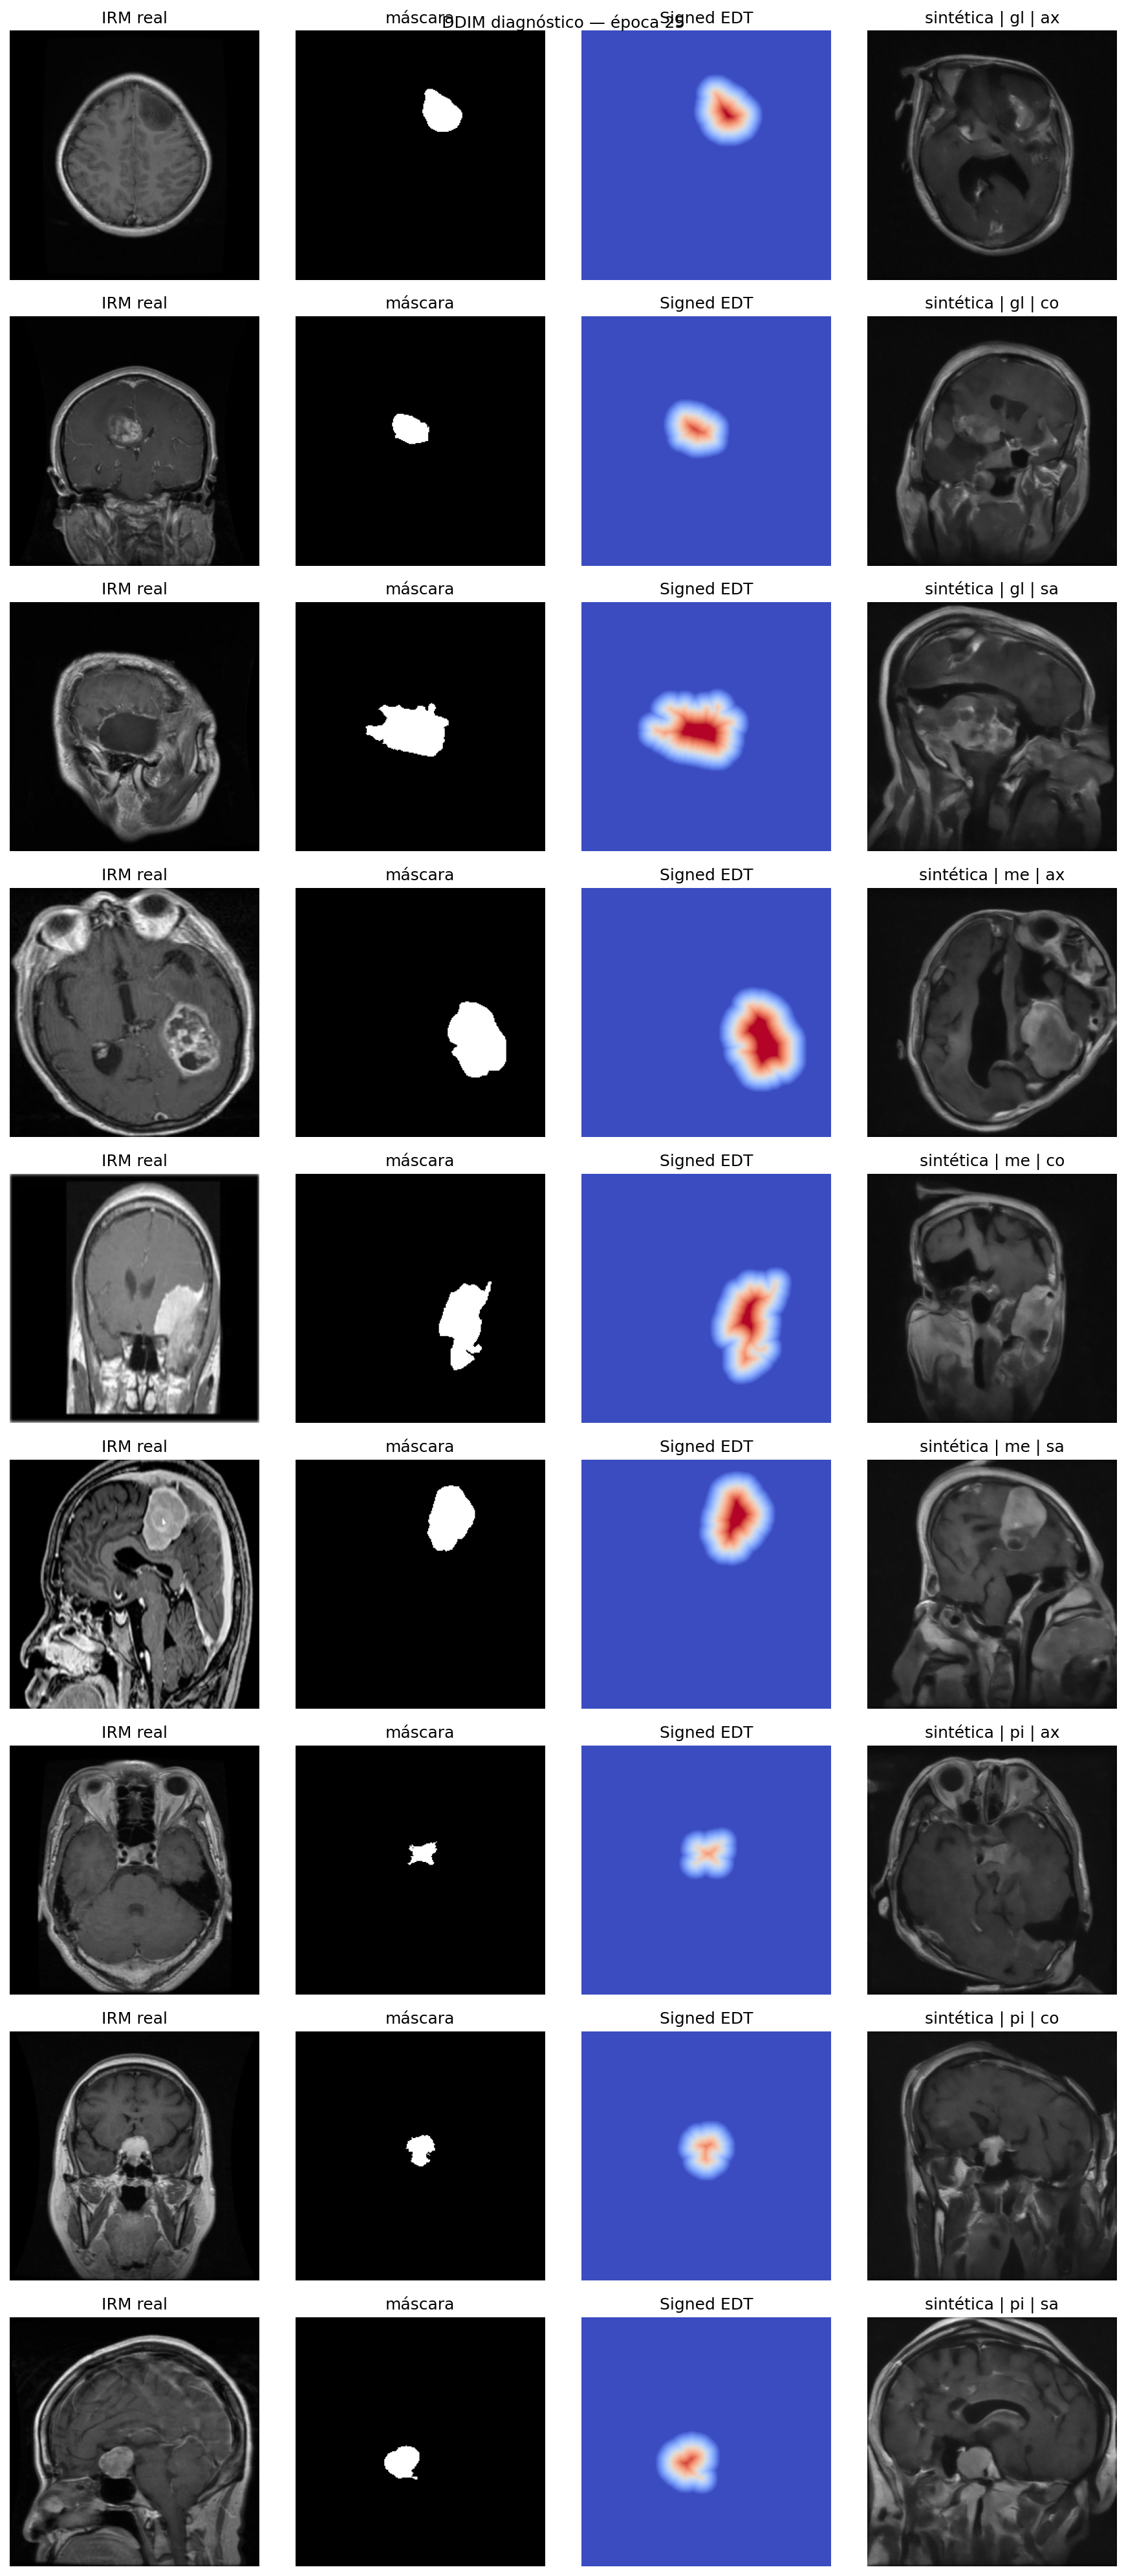 DDIM diagnóstico — época 25
IRM real máscara Signed EDT sintética | gl | ax
IRM real máscara Signed EDT sintética | gl | co
IRM real máscara Signed EDT sintética | gl | sa
IRM real máscara Signed EDT sintética | me | ax
IRM real máscara Signed EDT sintética | me | co
IRM real máscara Signed EDT sintética | me | sa
IRM real máscara Signed EDT sintética | pi | ax
IRM real máscara Signed EDT sintética | pi | co
IRM real máscara Signed EDT sintética | pi | sa